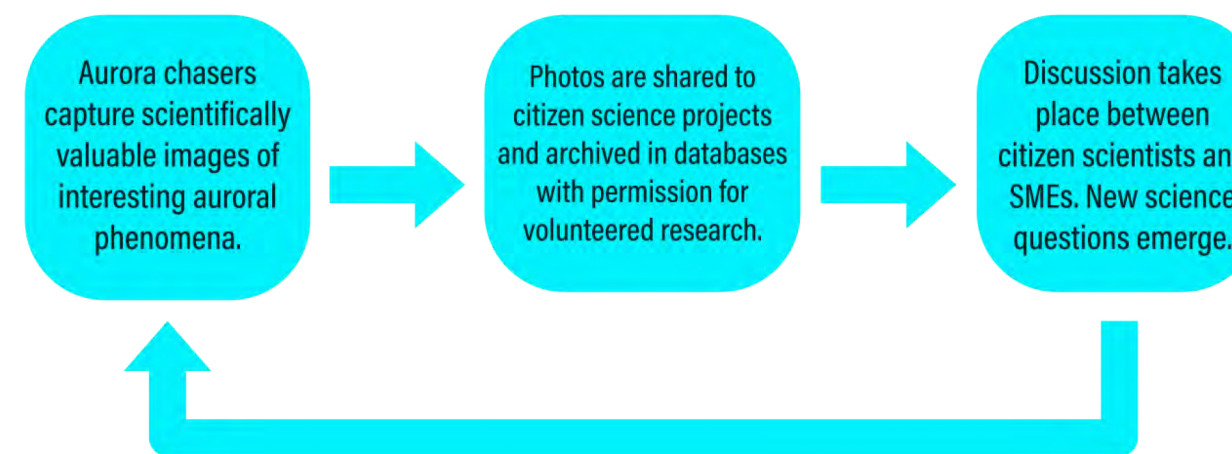 Aurora chasers
capture scientifically
valuable images of
interesting auroral
phenomena.
Photos are shared to
citizen science projects
and archived in databases
with permission for
volunteered research.
Discussion takes
place between
citizen scientists an
SMEs. New science
questions emerge.